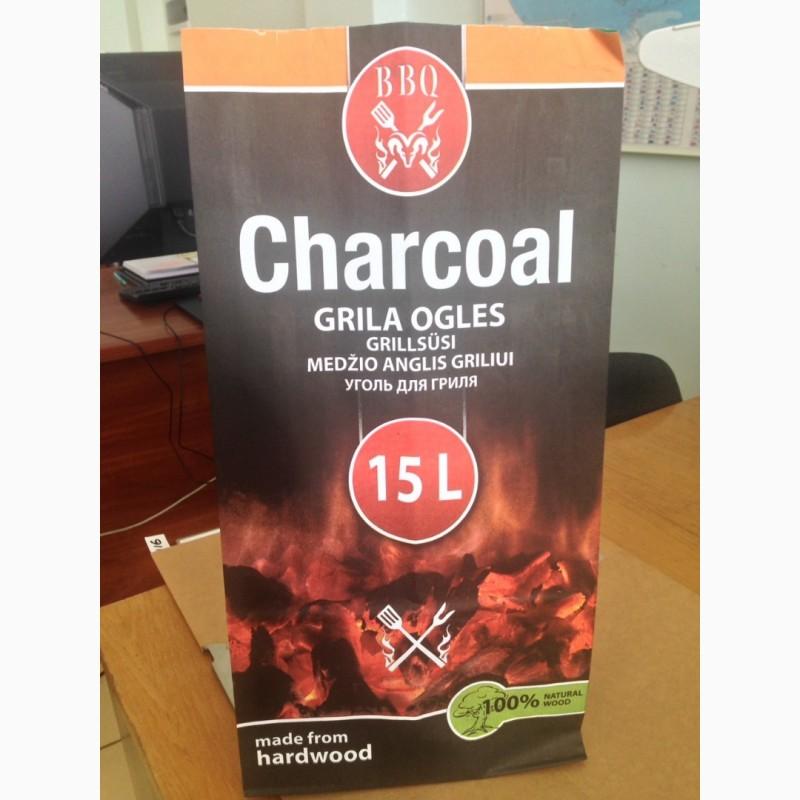 BBQ
Charcoal
GRILA OGLES
GRILLSÜSI
MEDŽIO ANGLIS GRILIUI
УГОЛЬ ДЛЯ ГРИЛЯ
15 L
100% NATURAL
WOOD
made from
hardwood